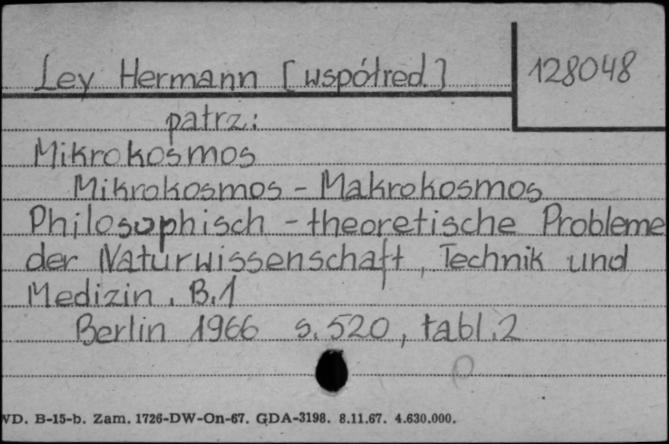 Ley Hermann [współred.] 128048
patrz:
Mikrokosmos
Mikrokosmos - Makrokosmos
Philosophisch - theoretische Probleme
der Naturwissenschaft, Technik und
Medizin. B.1
Berlin 1966 s. 520, tabl. 2
WD. B-15-b. Zam. 1726-DW-On-67. GDA-3198. 8.11.67. 4.630.000.